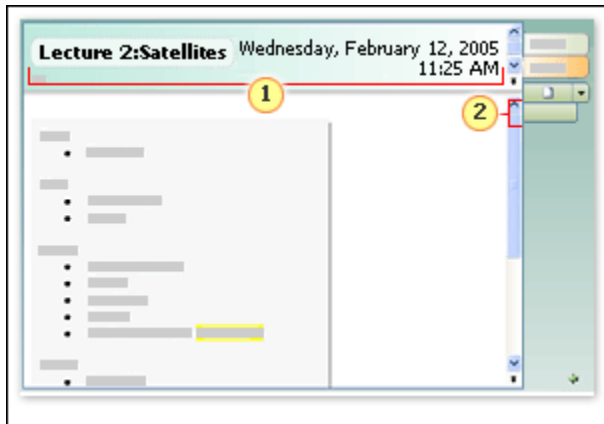 Lecture 2:Satellites
Wednesday, February 12, 2005
11:25 AM
1
2